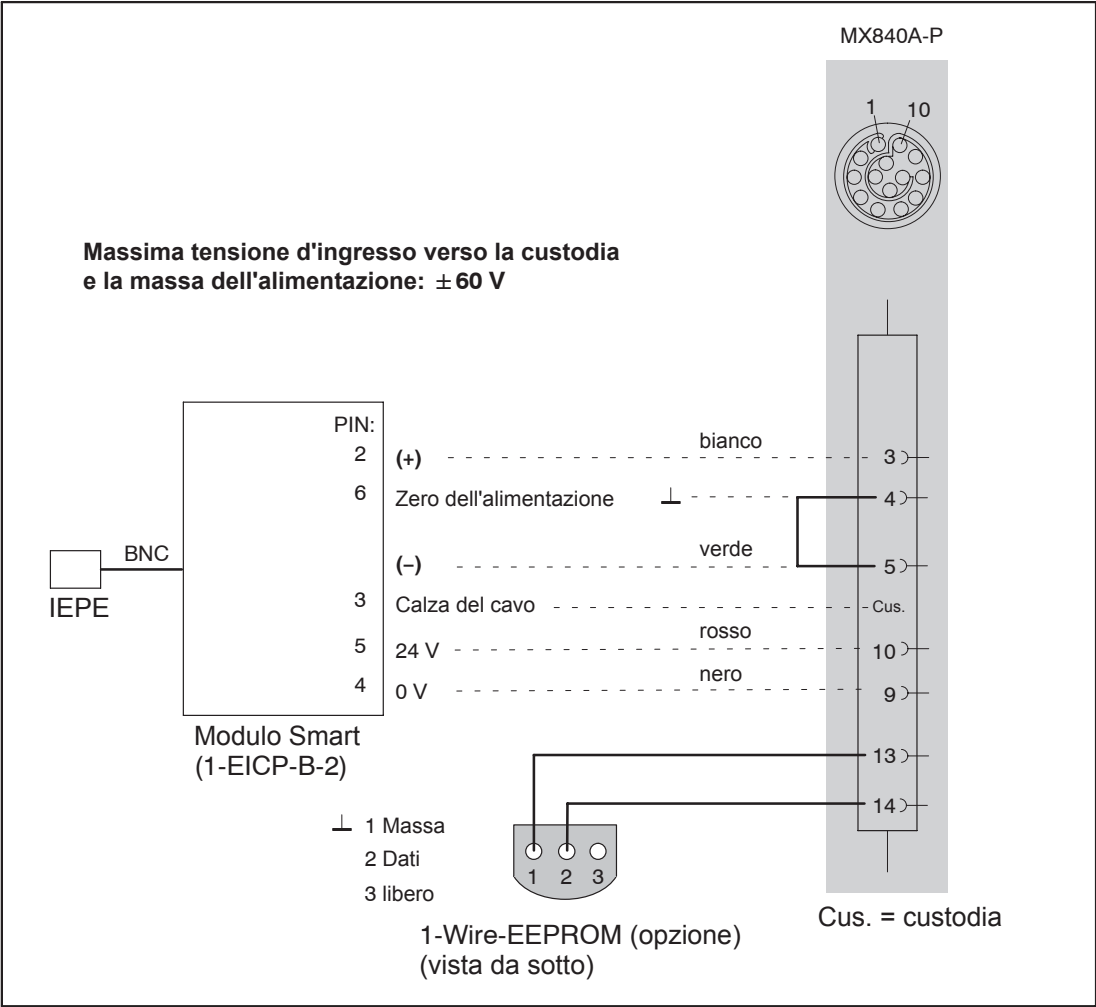 MX840A-P
1 10
Massima tensione d'ingresso verso la custodia
e la massa dell'alimentazione: ±60 V
PIN:
2 (+) bianco 3
6 Zero dell'alimentazione ⊥ 4
BNC
(–) verde 5
IEPE
3 Calza del cavo Cus.
5 24 V rosso 10
4 0 V nero 9
Modulo Smart
(1-EICP-B-2)
13
14
⊥ 1 Massa
2 Dati
3 libero
1 2 3
1-Wire-EEPROM (opzione)
(vista da sotto)
Cus. = custodia